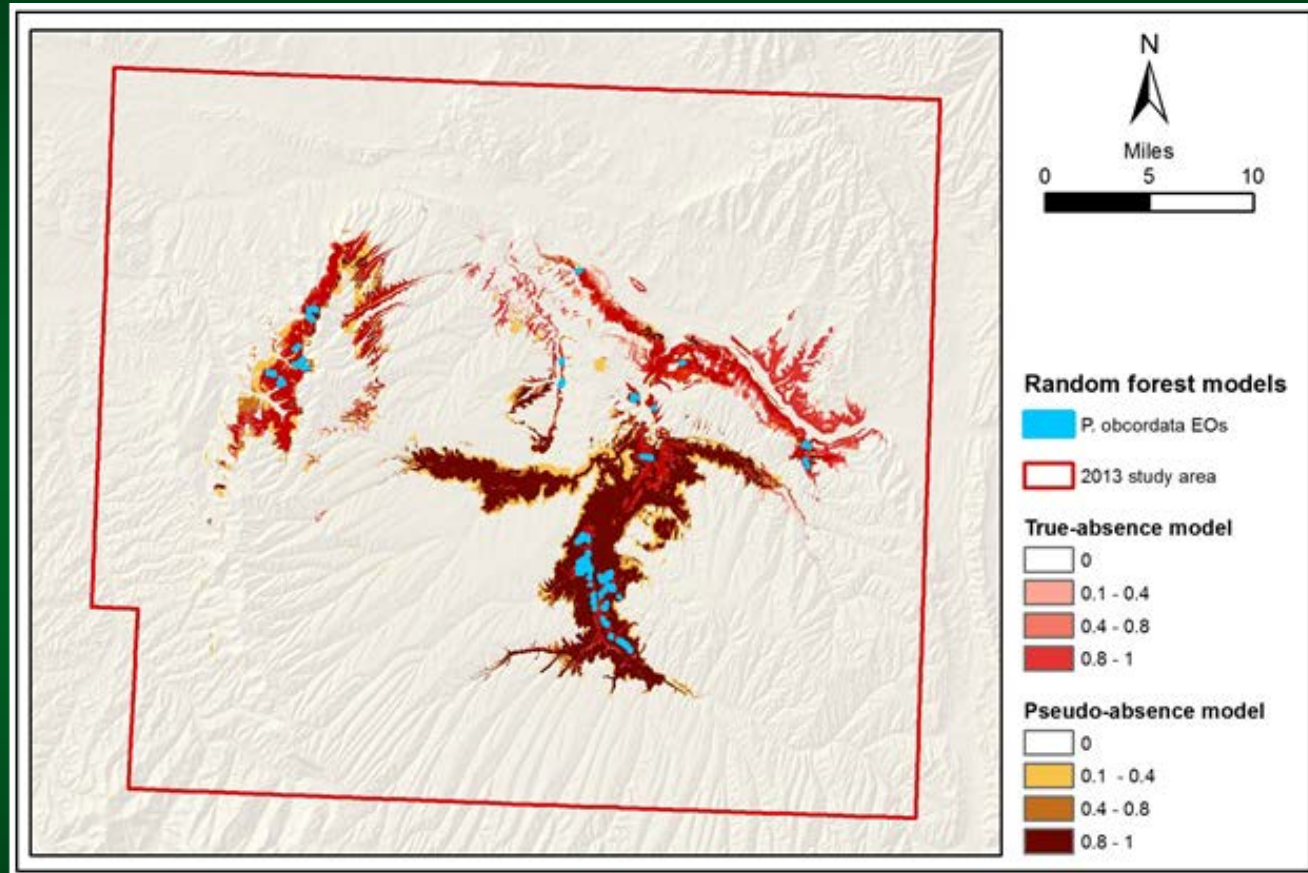 N
Miles
0 5 10
Random forest models
P. obcordata EOs
2013 study area
True-absence model
0
0.1 - 0.4
0.4 - 0.8
0.8 - 1
Pseudo-absence model
0
0.1 - 0.4
0.4 - 0.8
0.8 - 1